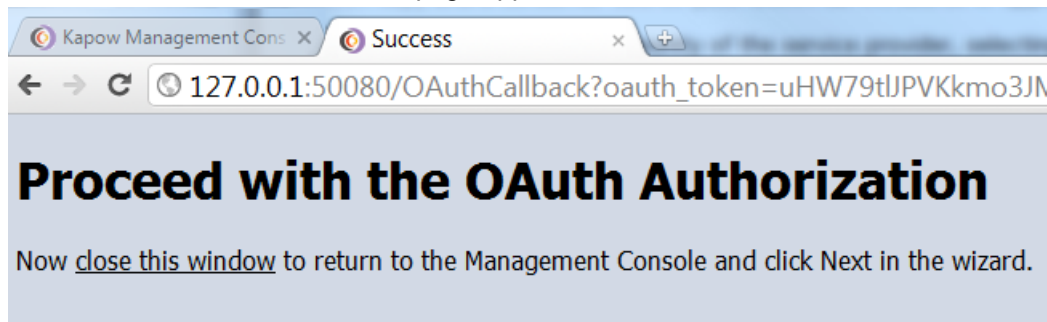 Kapow Management Cons
Success
127.0.0.1:50080/OAuthCallback?oauth_token=
Proceed with the OAuth Authorization
Now close this window to return to the Management Console and click Next in the wizard.